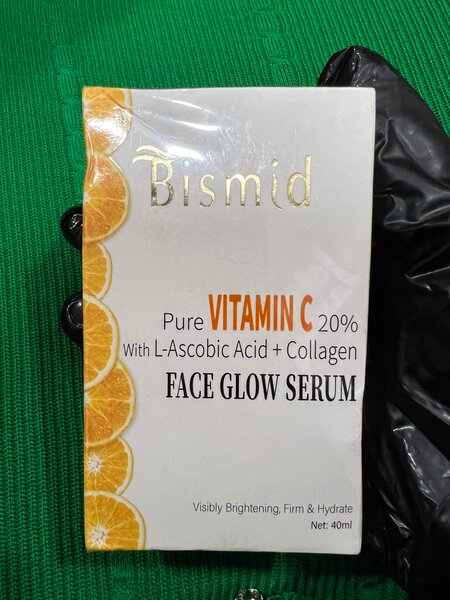 Bismid
Pure VITAMIN C 20%
With L-Ascobic Acid + Collagen
FACE GLOW SERUM
Visibly Brightening, Firm & Hydrate
Net: 40ml